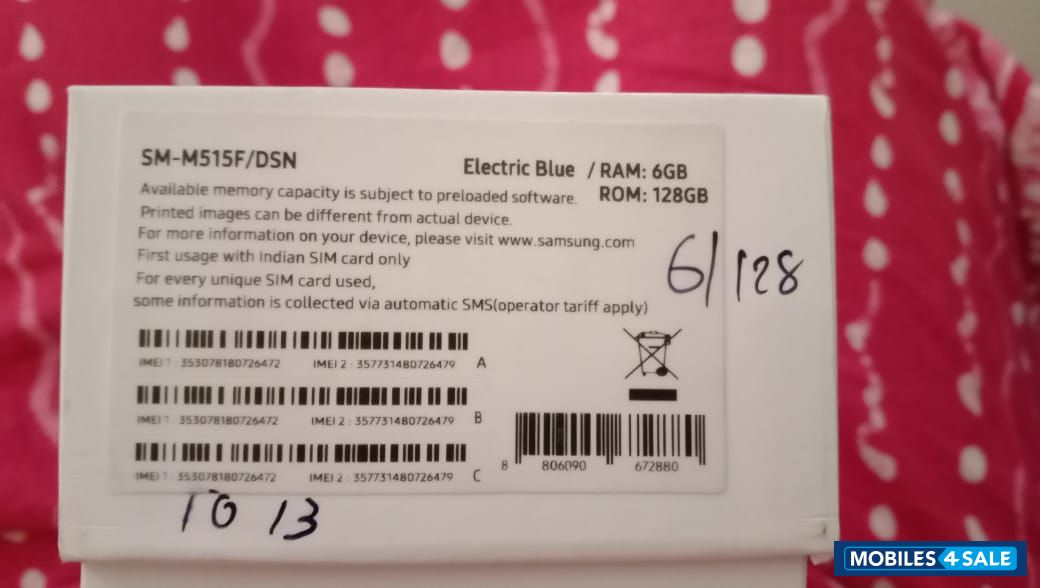 SM-M515F/DSN
Electric Blue / RAM: 6GB
ROM: 128GB
Available memory capacity is subject to preloaded software.
Printed images can be different from actual device.
For more information on your device, please visit www.samsung.com
First usage with Indian SIM card only
For every unique SIM card used,
some information is collected via automatic SMS(operator tariff apply)
6/128
IMEI 1 : 353078180726472 IMEI 2 : 357731480726479 A
IMEI 1 : 353078180726472 IMEI 2 : 357731480726479 B
IMEI 1 : 353078180726472 IMEI 2 : 357731480726479 C
8 806090 672880
10 13
MOBILES 4 SALE